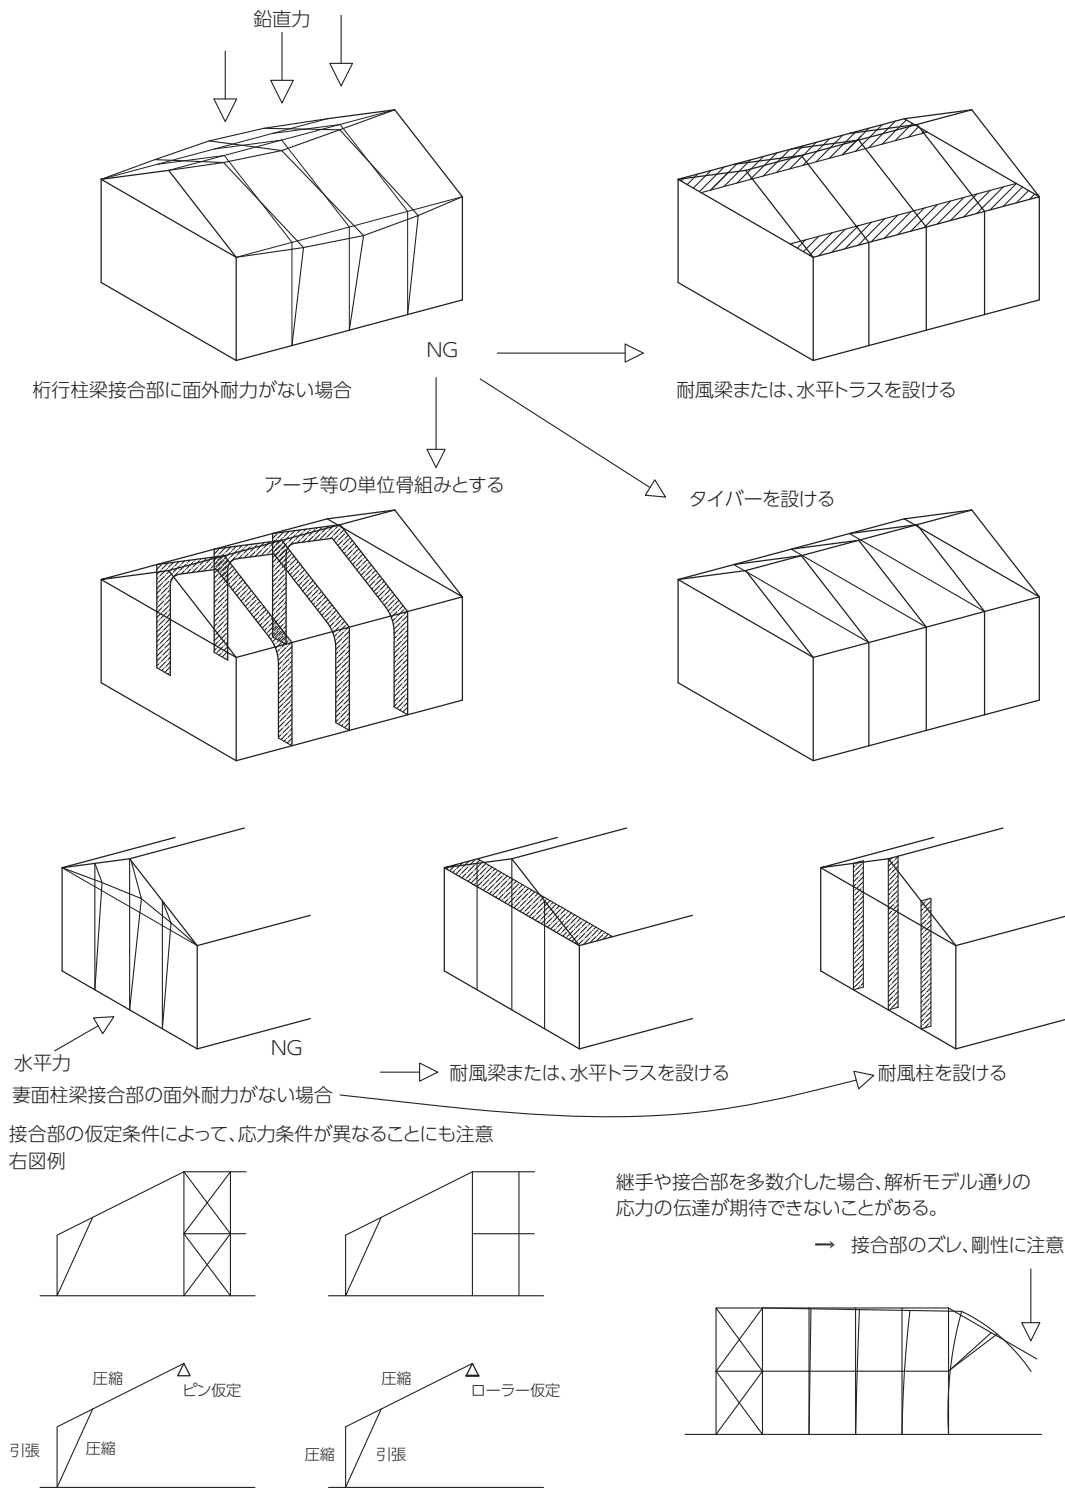 鉛直力
NG
桁行柱梁接合部に面外耐力がない場合
耐風梁または、水平トラスを設ける
アーチ等の単位骨組みとする
タイバーを設ける
水平力
NG
妻面柱梁接合部の面外耐力がない場合
耐風梁または、水平トラスを設ける
耐風柱を設ける
接合部の仮定条件によって、応力条件が異なることにも注意
右図例
継手や接合部を多数介した場合、解析モデル通りの
応力の伝達が期待できないことがある。
→ 接合部のズレ、剛性に注意
圧縮
ピン仮定
引張
圧縮
圧縮
ローラー仮定
圧縮
引張